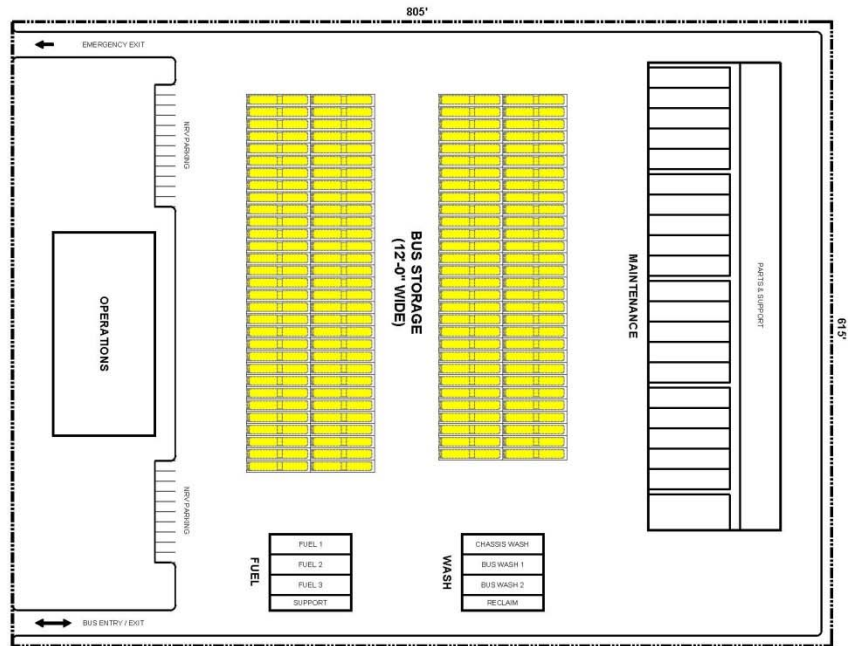 805'
EMERGENCY EXIT
NRV PARKING
BUS STORAGE
(12'-0" WIDE)
MAINTENANCE
PARTS & SUPPORT
615'
OPERATIONS
NRV PARKING
FUEL
FUEL 1
FUEL 2
FUEL 3
SUPPORT
WASH
CHASSIS WASH
BUS WASH 1
BUS WASH 2
RECLAIM
BUS ENTRY / EXIT